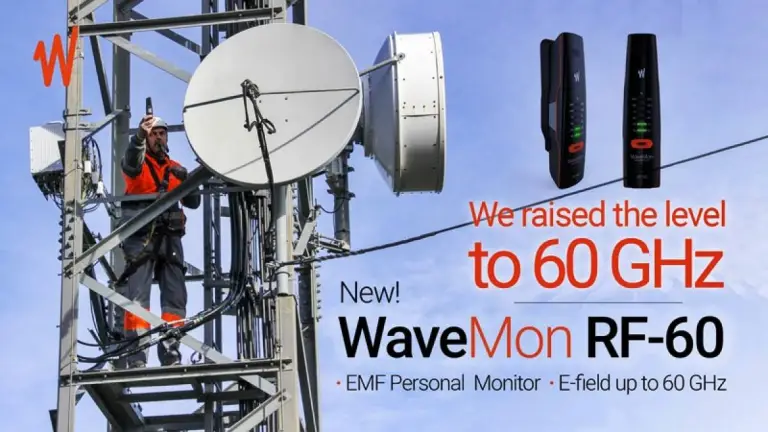 W
We raised the level
to 60 GHz
New!
WaveMon RF-60
· EMF Personal Monitor · E-field up to 60 GHz